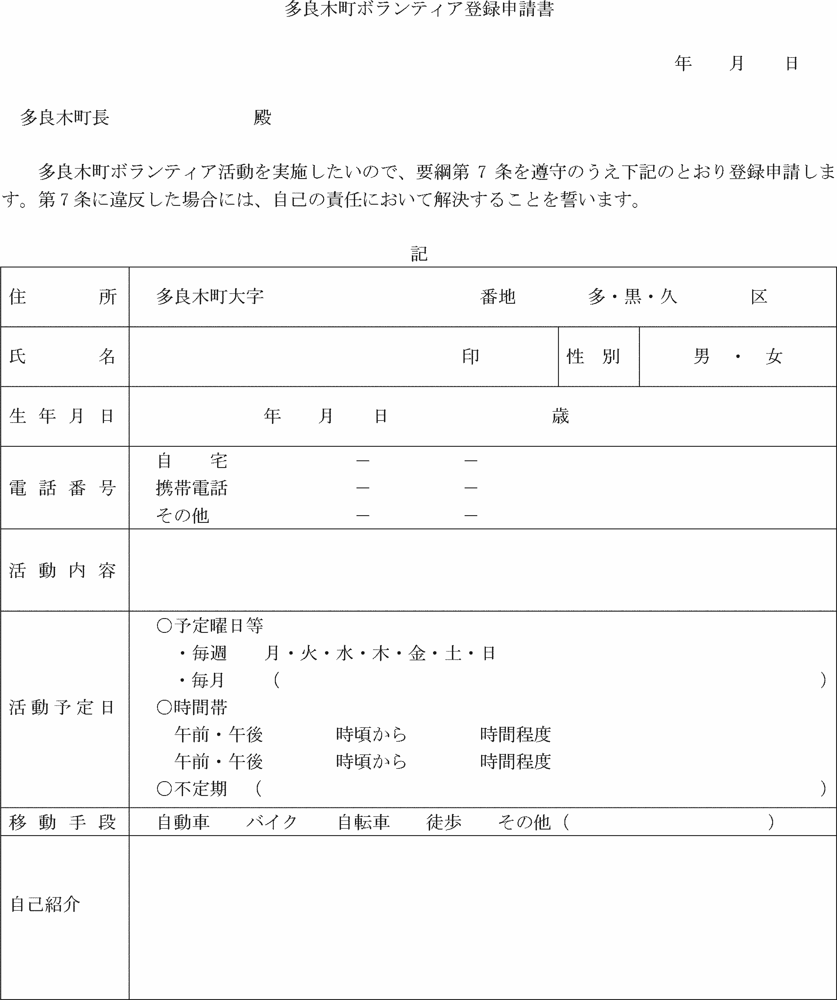 多良木町ボランティア登録申請書
年　　月　　日
多良木町長　　　　　　　　殿
多良木町ボランティア活動を実施したいので、要綱第 7 条を遵守のうえ下記のとおり登録申請しま
す。第 7 条に違反した場合には、自己の責任において解決することを誓います。
記
住　　　　所　　多良木町大字　　　　　　　　　　　　番地　　　　多・黒・久　　　　区
氏　　　　名　　　　　　　　　　　　　　　　　　　印　　　　性　別　　　　男　・　女
生 年 月 日　　　　　　　　年　　月　　日　　　　　　　　　歳
自　　宅　　　　　　　－　　　　　－
電 話 番 号　　携帯電話　　　　　　　－　　　　　－
その他　　　　　　　　－　　　　　－
活 動 内 容
○予定曜日等
・毎週　　月・火・水・木・金・土・日
・毎月　　（　　　　　　　　　　　　　　　　　　　　　　　　　　　　　　）
活動予定日　　○時間帯
午前・午後　　　　時頃から　　　　時間程度
午前・午後　　　　時頃から　　　　時間程度
○不定期　（　　　　　　　　　　　　　　　　　　　　　　　　　　　　　　　）
移 動 手 段　　自動車　　バイク　　自転車　　徒歩　　その他（　　　　　　　　　　　）
自己紹介